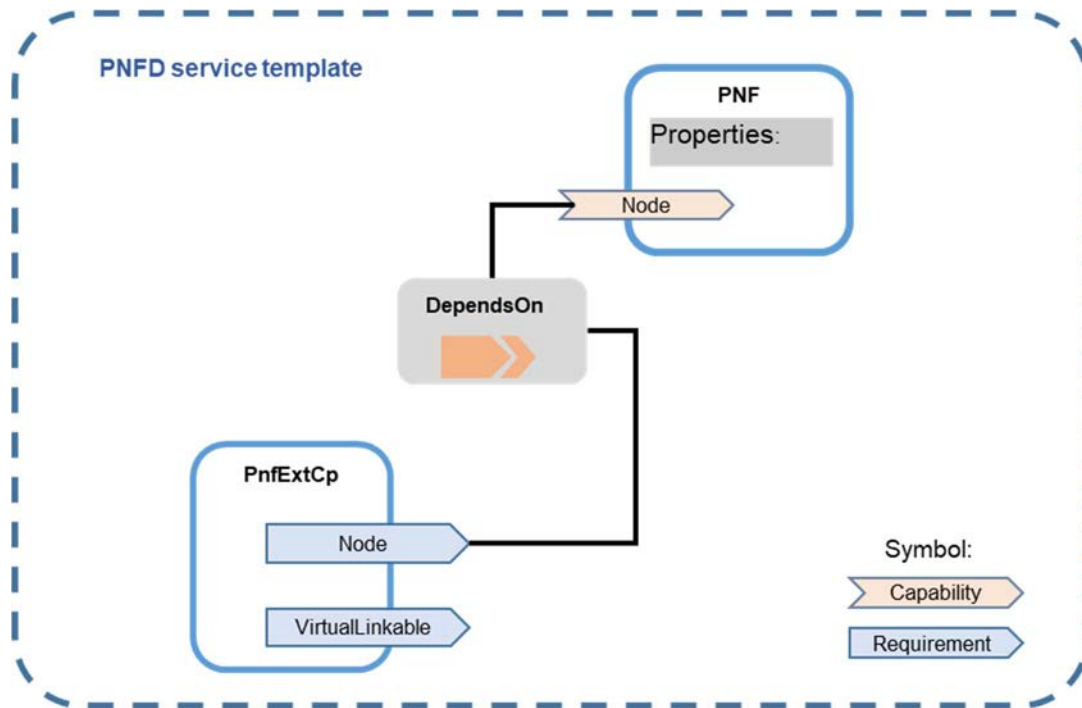 PNFD service template
PNF
Properties:
Node
DependsOn
PnfExtCp
Node
VirtualLinkable
Symbol:
Capability
Requirement